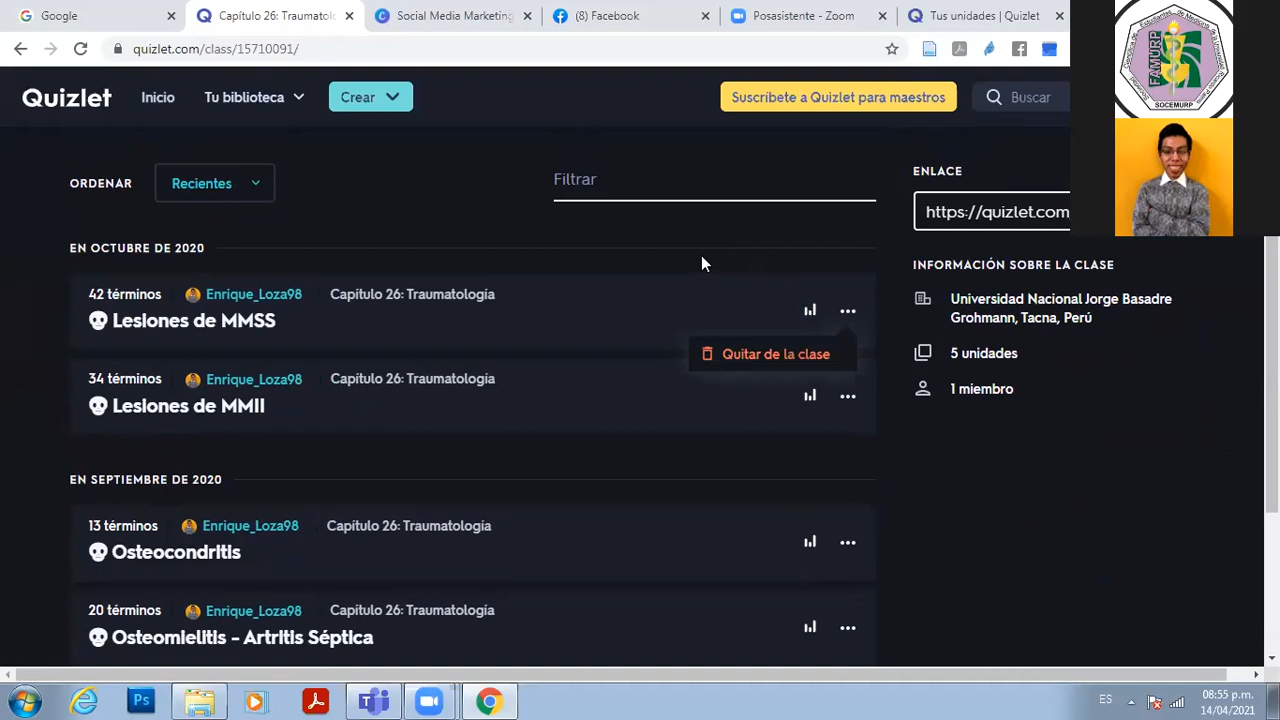 Google
Capítulo 26: Traumatol
Social Media Marketing
(8) Facebook
Posasistente - Zoom
Tus unidades | Quizlet
quizlet.com/class/15710091/
Quizlet
Inicio
Tu biblioteca
Crear
Suscríbete a Quizlet para maestros
Buscar
FAMURP
SOCEMURP
ORDENAR
Recientes
Filtrar
ENLACE
https://quizlet.com
EN OCTUBRE DE 2020
INFORMACIÓN SOBRE LA CLASE
42 términos Enrique_Loza98 Capítulo 26: Traumatología
Lesiones de MMSS
Universidad Nacional Jorge Basadre
Grohmann, Tacna, Perú
Quitar de la clase
5 unidades
34 términos Enrique_Loza98 Capítulo 26: Traumatología
Lesiones de MMII
1 miembro
EN SEPTIEMBRE DE 2020
13 términos Enrique_Loza98 Capítulo 26: Traumatología
Osteocondritis
20 términos Enrique_Loza98 Capítulo 26: Traumatología
Osteomielitis - Artritis Séptica
Ps
ES
08:55 p.m.
14/04/2021